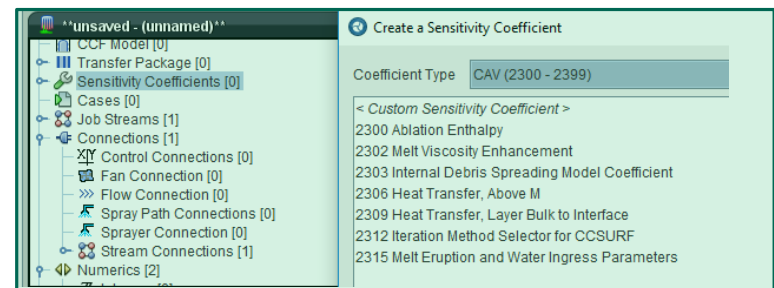 **unsaved - (unnamed)**
CCF Model [0]
Transfer Package [0]
Sensitivity Coefficients [0]
Cases [0]
Job Streams [1]
Connections [1]
Control Connections [0]
Fan Connection [0]
Flow Connection [0]
Spray Path Connections [0]
Sprayer Connection [0]
Stream Connections [1]
Numerics [2]
Create a Sensitivity Coefficient
Coefficient Type CAV (2300 - 2399)
< Custom Sensitivity Coefficient >
2300 Ablation Enthalpy
2302 Melt Viscosity Enhancement
2303 Internal Debris Spreading Model Coefficient
2306 Heat Transfer, Above M
2309 Heat Transfer, Layer Bulk to Interface
2312 Iteration Method Selector for CCSURF
2315 Melt Eruption and Water Ingress Parameters